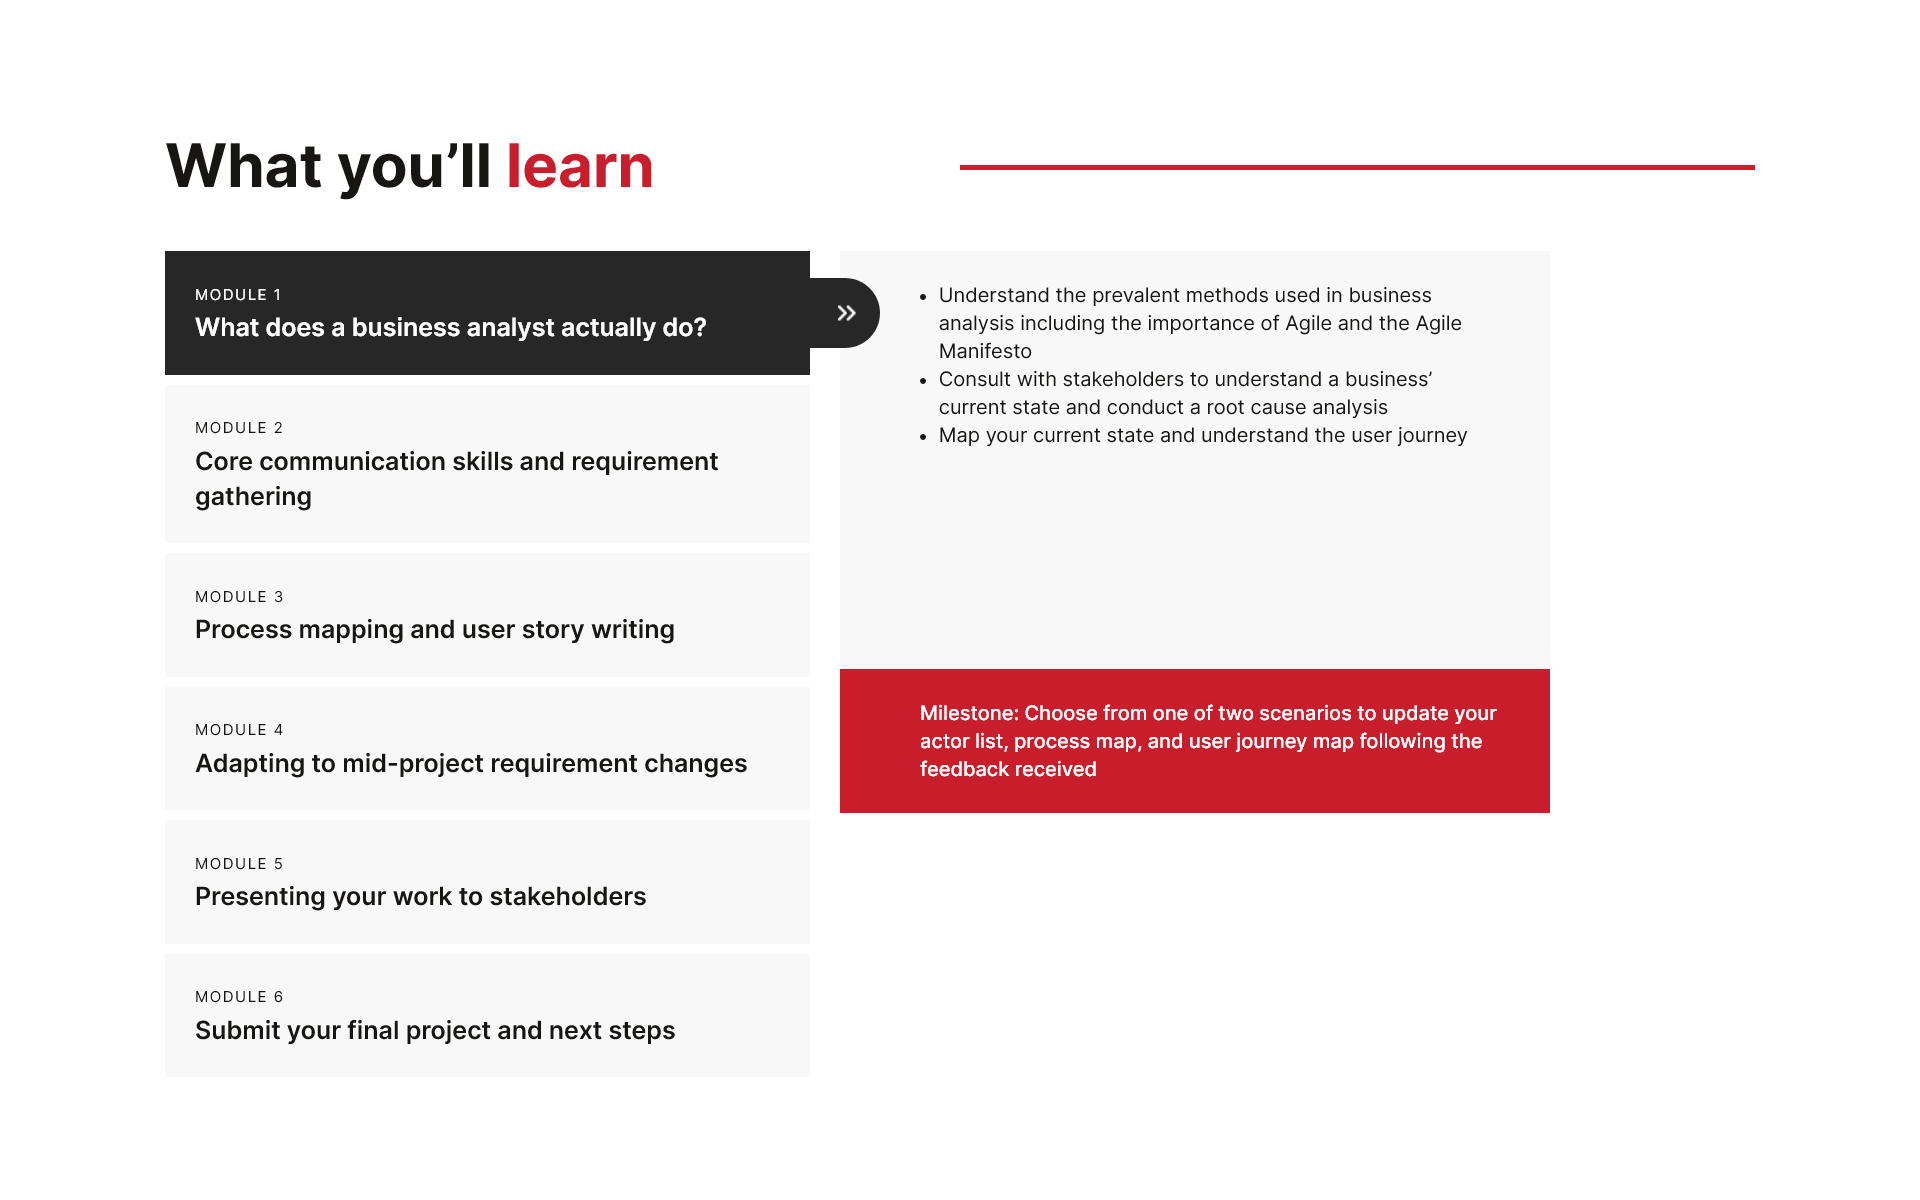 What you’ll learn
MODULE 1
What does a business analyst actually do?
MODULE 2
Core communication skills and requirement
gathering
MODULE 3
Process mapping and user story writing
MODULE 4
Adapting to mid-project requirement changes
MODULE 5
Presenting your work to stakeholders
MODULE 6
Submit your final project and next steps
• Understand the prevalent methods used in business
analysis including the importance of Agile and the Agile
Manifesto
• Consult with stakeholders to understand a business’
current state and conduct a root cause analysis
• Map your current state and understand the user journey
Milestone: Choose from one of two scenarios to update your
actor list, process map, and user journey map following the
feedback received